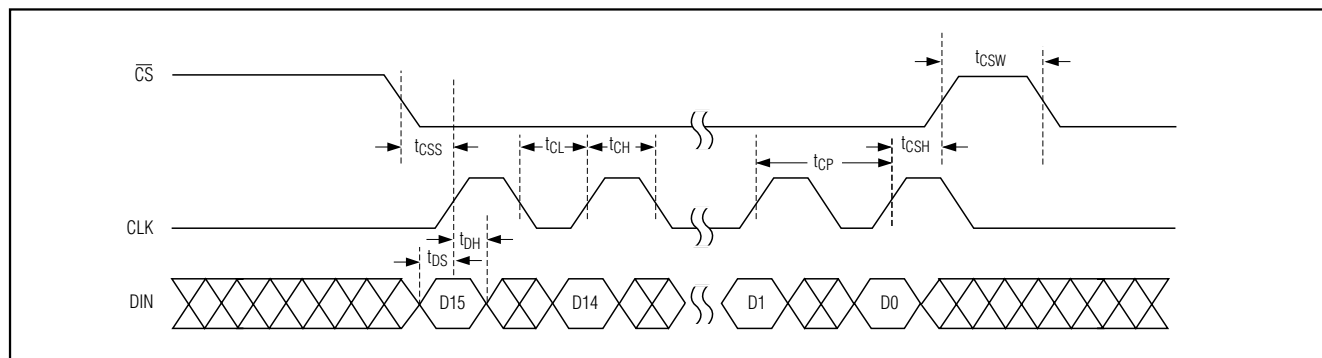 CS
tCSW
tCSS
tCL
tCH
tCP
tCSH
CLK
tDH
tDS
DIN
D15
D14
D1
D0